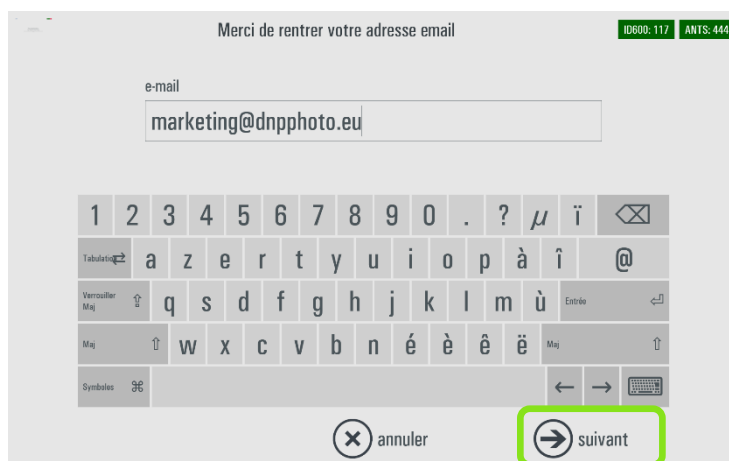 Merci de rentrer votre adresse email
ID600: 117 ANTS: 444
e-mail
marketing@dnpphoto.eu
1 2 3 4 5 6 7 8 9 0 . ? µ ï
Tabulation a z e r t y u i o p à î @
Verrouiller Maj q s d f g h j k l m ù Entrée
Maj w x c v b n é è ê ë Maj
Symboles ⌘ ← →
annuler suivant